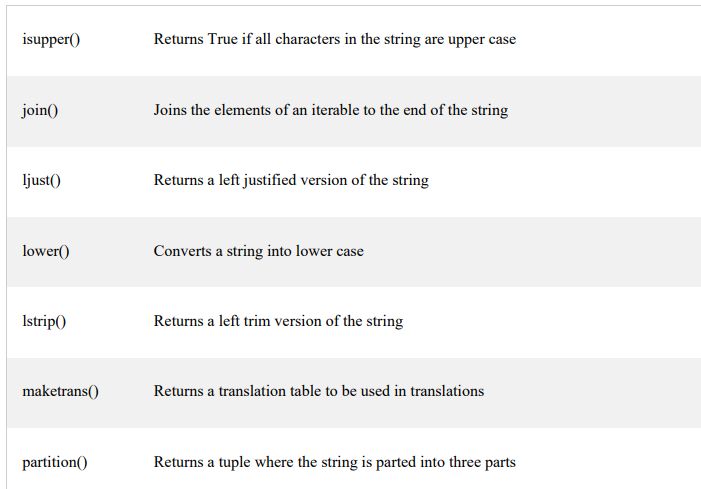 isupper() Returns True if all characters in the string are upper case
join() Joins the elements of an iterable to the end of the string
ljust() Returns a left justified version of the string
lower() Converts a string into lower case
lstrip() Returns a left trim version of the string
maketrans() Returns a translation table to be used in translations
partition() Returns a tuple where the string is parted into three parts